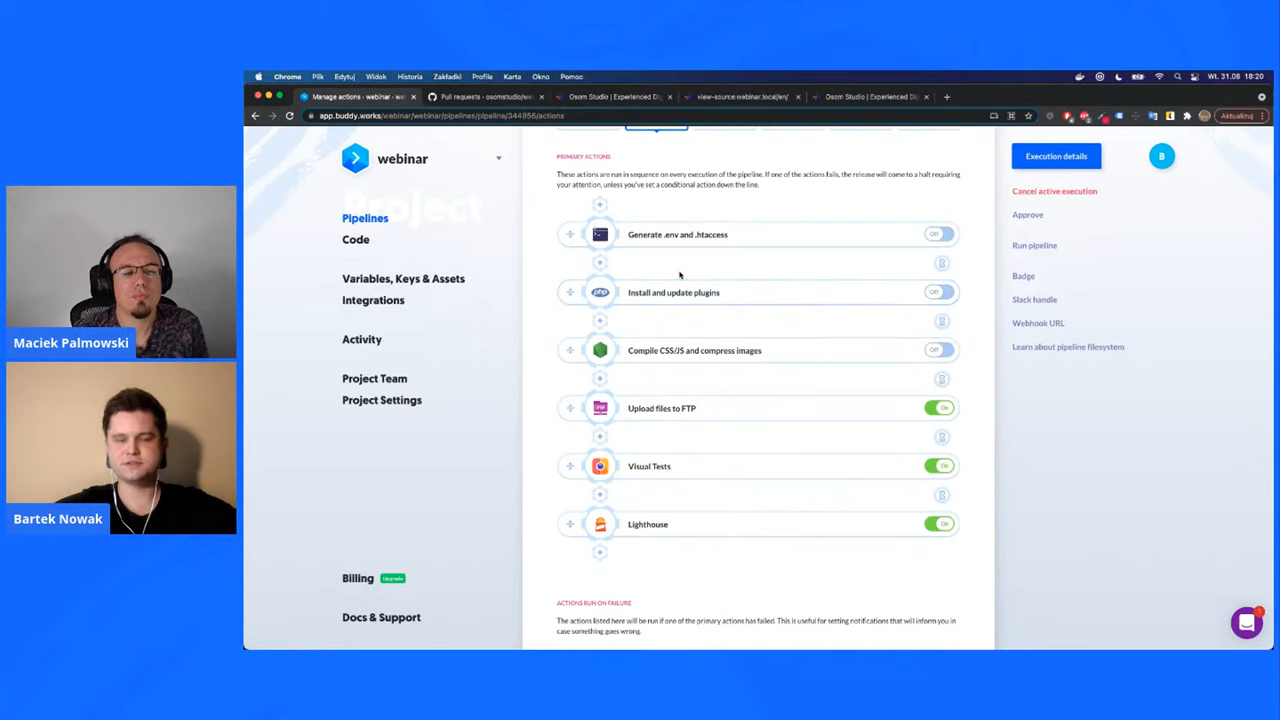 Chrome Plik Edytuj Widok Historia Zakładki Profile Karta Okno Pomoc Wt. 31.08 18:20
Manage actions - webinar - we Pull requests - osomstudio/we Osom Studio | Experienced Di view-source:webinar.local/en/ Osom Studio | Experienced Di
app.buddy.works/webinar/webinar/pipelines/pipeline/344956/actions Aktualizuj
webinar
Project
Pipelines
Code
Variables, Keys & Assets
Integrations
Activity
Project Team
Project Settings
Billing Upgrade
Docs & Support
PRIMARY ACTIONS
These actions are run in sequence on every execution of the pipeline. If one of the actions fails, the release will come to a halt requiring
your attention, unless you've set a conditional action down the line.
Generate .env and .htaccess Off
php Install and update plugins Off
Compile CSS/JS and compress images Off
FTP Upload files to FTP On
Visual Tests On
Lighthouse On
ACTIONS RUN ON FAILURE
The actions listed here will be run if one of the primary actions has failed. This is useful for setting notifications that will inform you in
case something goes wrong.
Execution details B
Cancel active execution
Approve
Run pipeline
Badge
Slack handle
Webhook URL
Learn about pipeline filesystem
1
Maciek Palmowski
Bartek Nowak